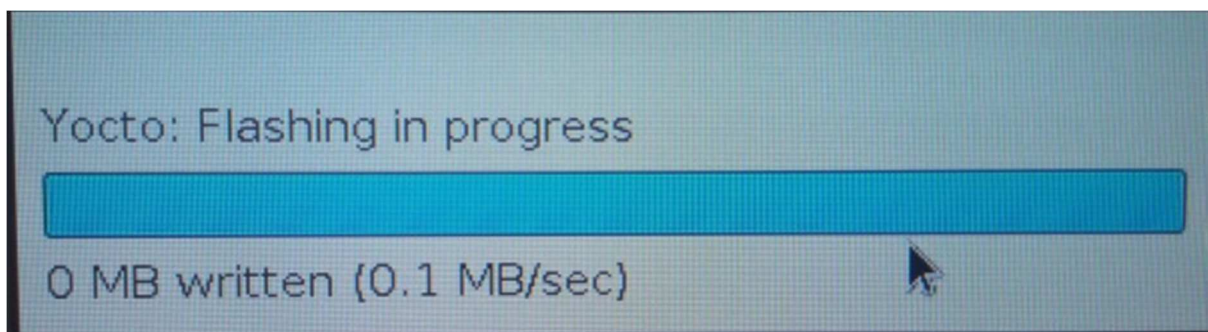 Yocto: Flashing in progress
0 MB written (0.1 MB/sec)